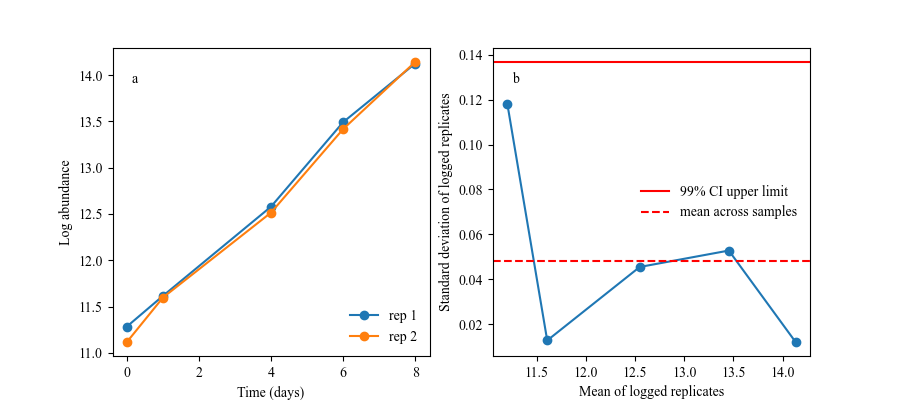 a
Log abundance
14.0
13.5
13.0
12.5
12.0
11.5
11.0
rep 1
rep 2
0
2
4
6
8
Time (days)
b
Standard deviation of logged replicates
0.14
0.12
0.10
0.08
0.06
0.04
0.02
99% CI upper limit
mean across samples
11.5
12.0
12.5
13.0
13.5
14.0
Mean of logged replicates